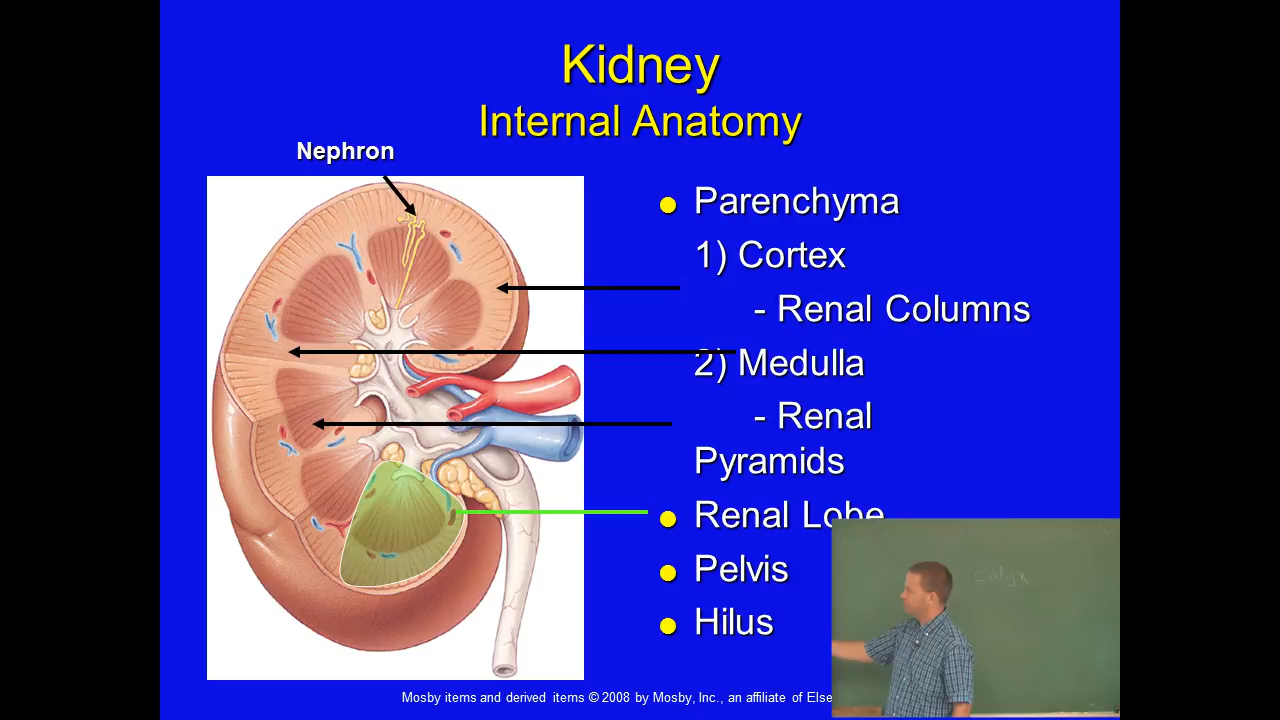 Kidney
Internal Anatomy
Nephron
Parenchyma
1) Cortex
- Renal Columns
2) Medulla
- Renal
Pyramids
Renal Lobe
Pelvis
Hilus
Calyx
Mosby items and derived items © 2008 by Mosby, Inc., an affiliate of Else